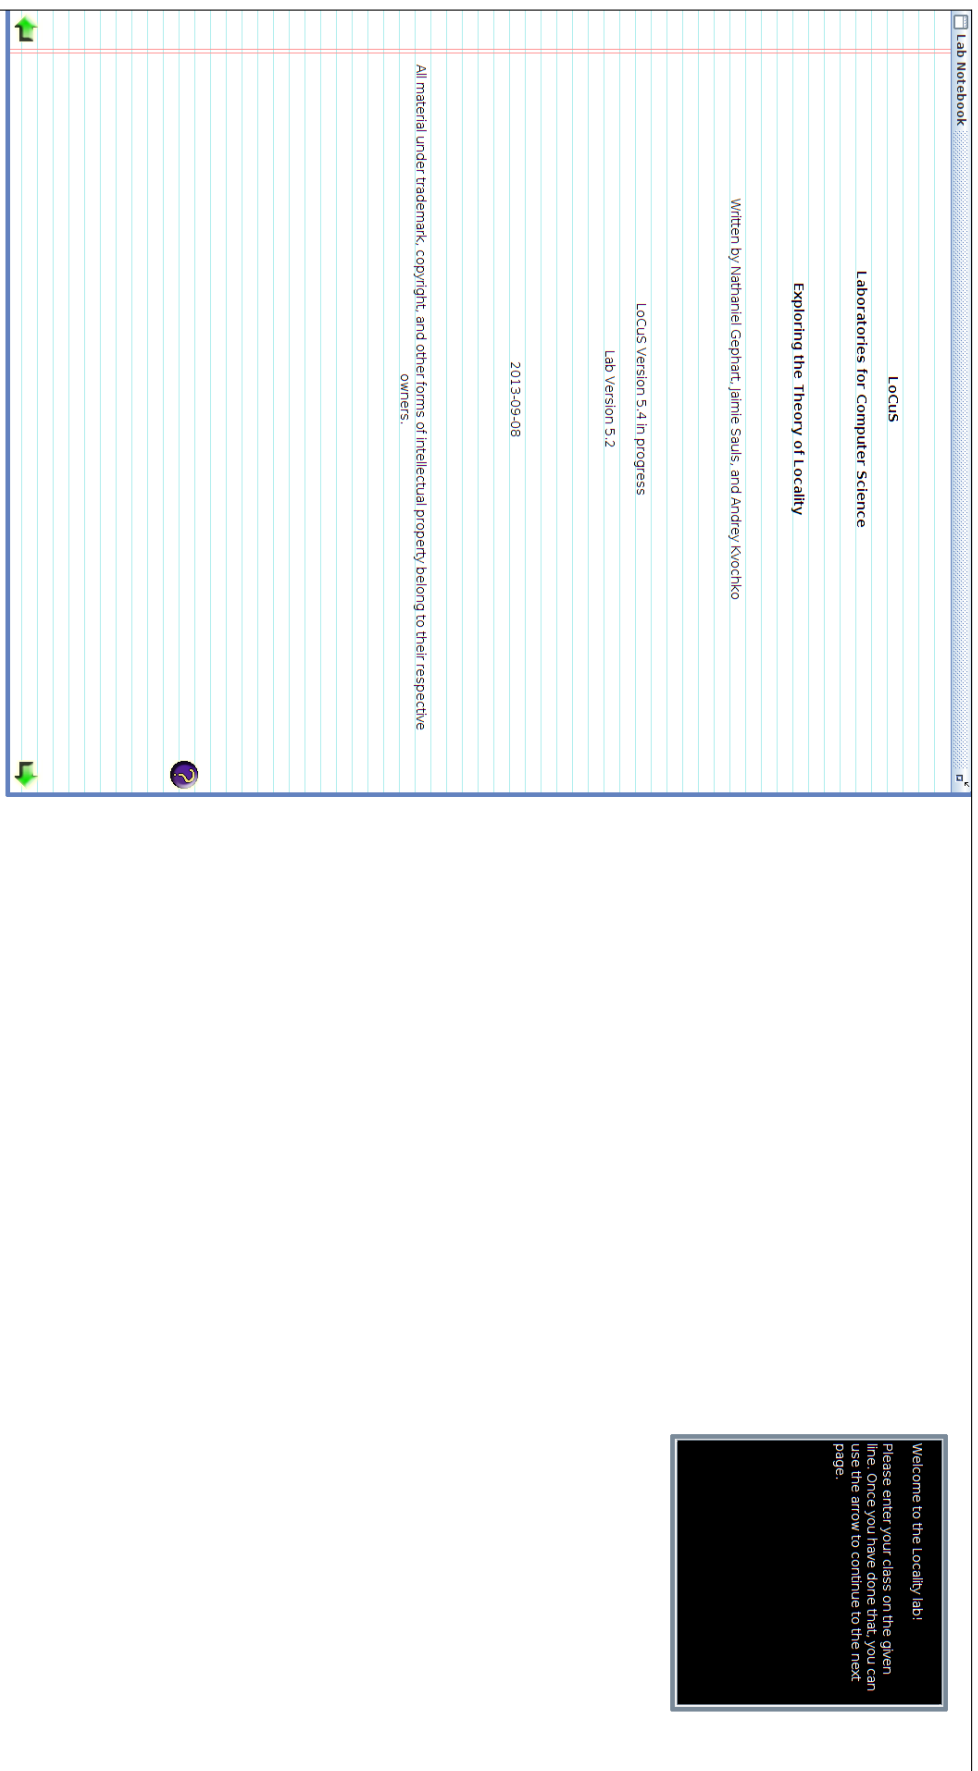 Lab Notebook
LoCuS
Laboratories for Computer Science
Exploring the Theory of Locality
Written by Nathaniel Gephart, Jaimie Sauls, and Andrey Kvochko
LoCuS Version 5.4 in progress
Lab Version 5.2
2013-09-08
All material under trademark, copyright, and other forms of intellectual property belong to their respective
owners.
?
Welcome to the Locality lab!
Please enter your class on the given
line. Once you have done that, you can
use the arrow to continue to the next
page.